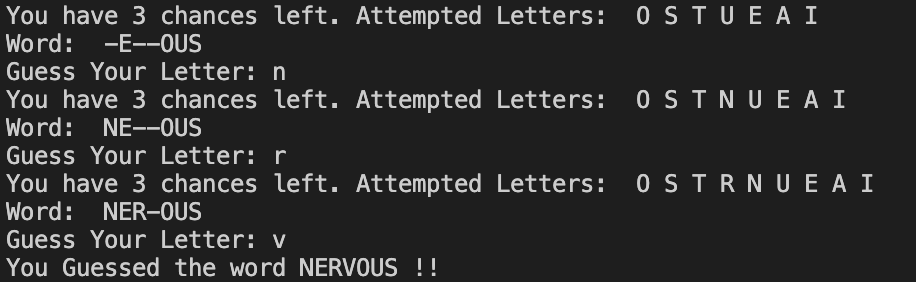 You have 3 chances left. Attempted Letters:  O S T U E A I
Word:  -E--OUS
Guess Your Letter: n
You have 3 chances left. Attempted Letters:  O S T N U E A I
Word:  NE--OUS
Guess Your Letter: r
You have 3 chances left. Attempted Letters:  O S T R N U E A I
Word:  NER-OUS
Guess Your Letter: v
You Guessed the word NERVOUS !!